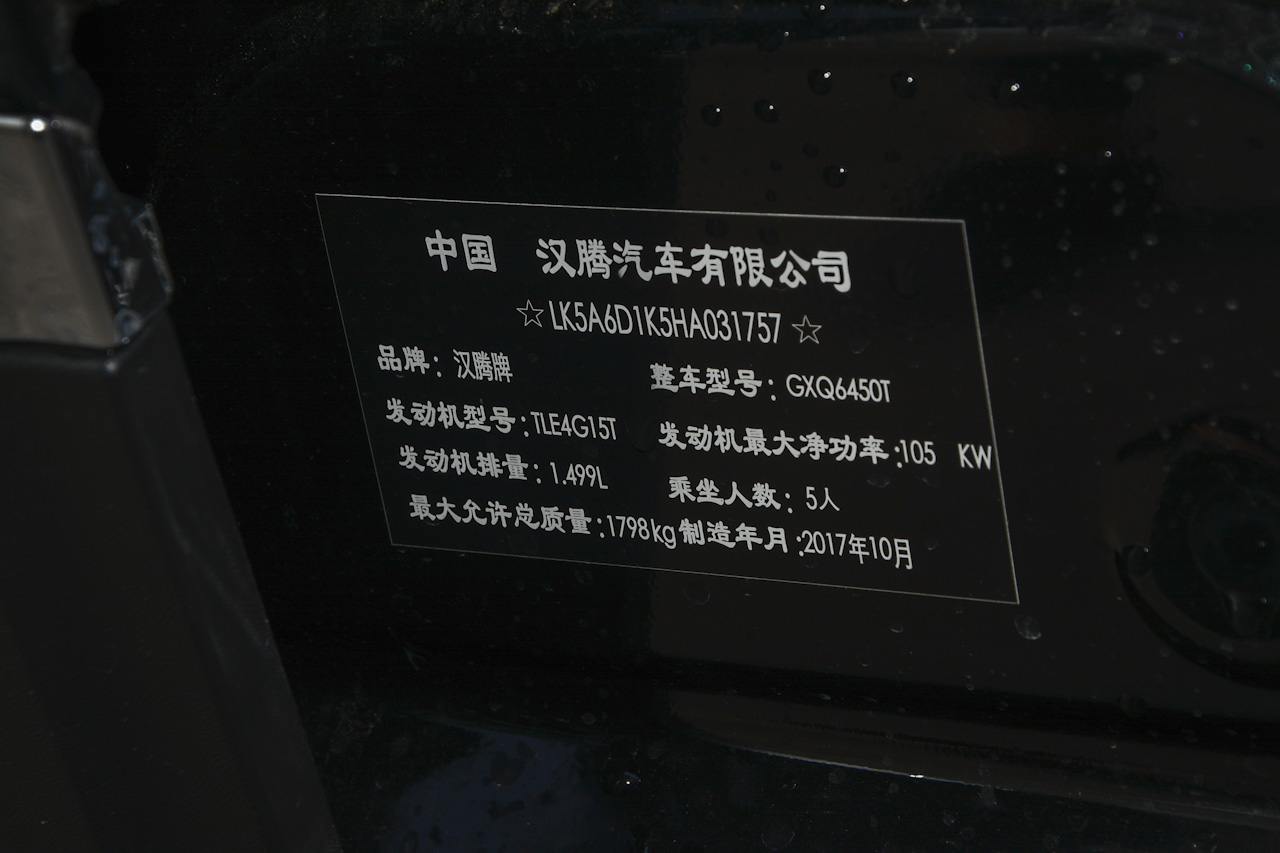 中国 汉腾汽车有限公司
☆LK5A6D1K5HA031757☆
品牌：汉腾牌 整车型号：GXQ6450T
发动机型号：TLE4G15T 发动机最大净功率：105 KW
发动机排量：1.499L 乘坐人数：5人
最大允许总质量：1798kg 制造年月：2017年10月